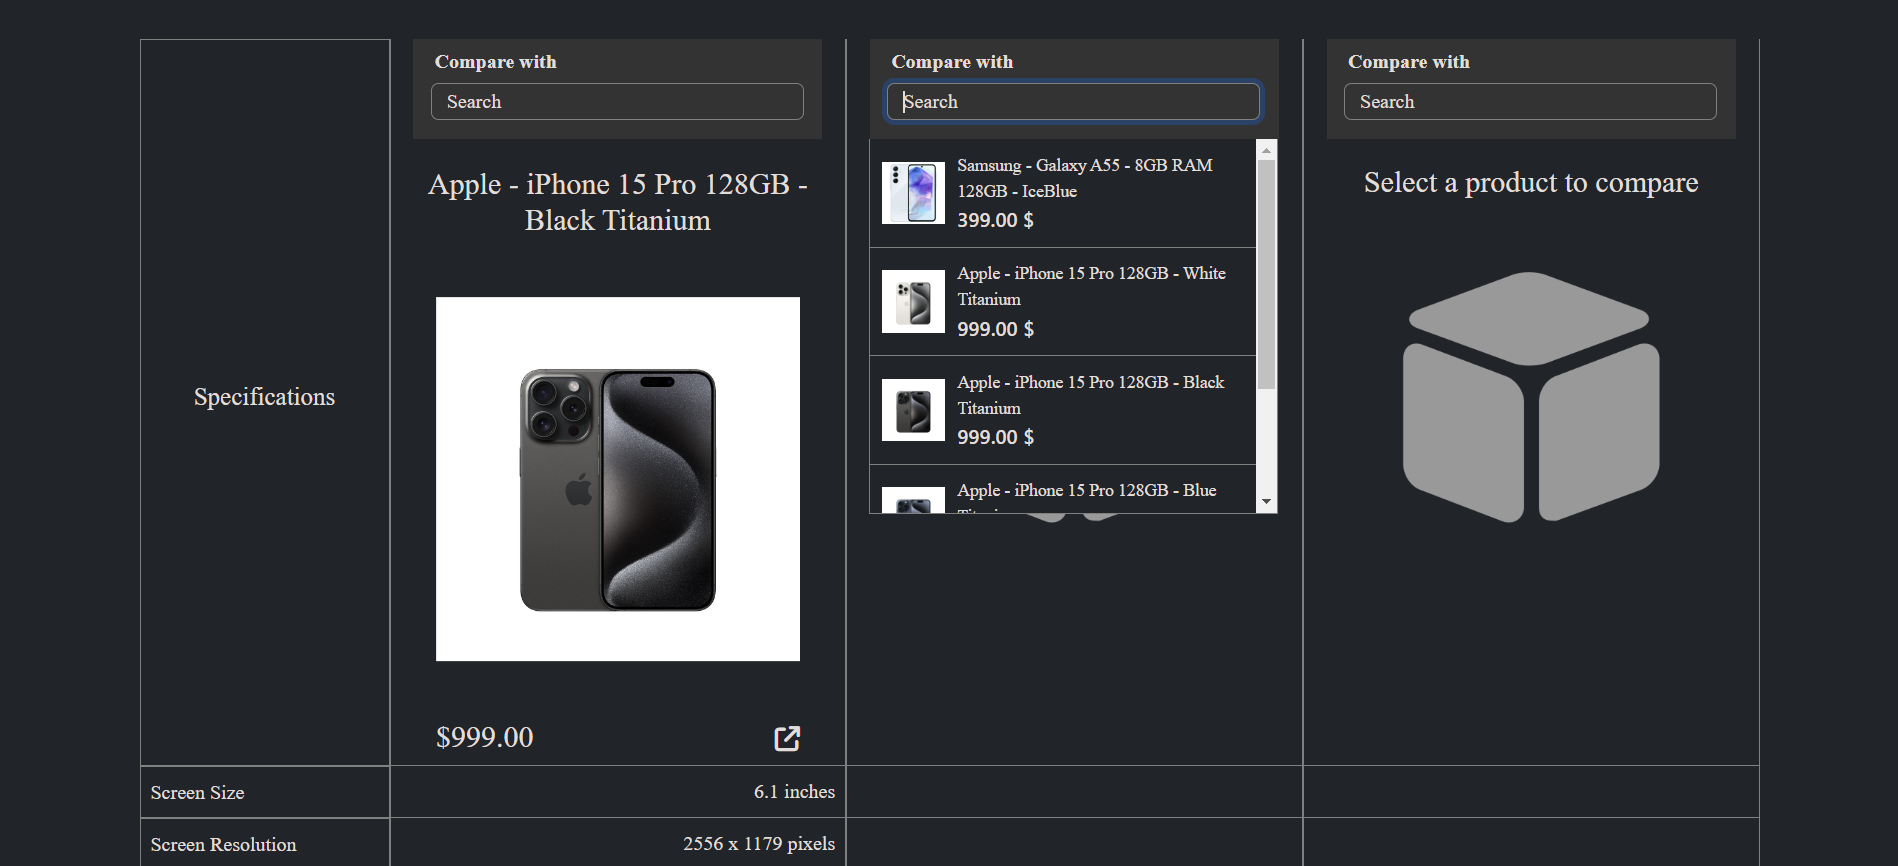 Compare with
Search
Apple - iPhone 15 Pro 128GB -
Black Titanium
$999.00
Compare with
Search
Samsung - Galaxy A55 - 8GB RAM
128GB - IceBlue
399.00 $
Apple - iPhone 15 Pro 128GB - White
Titanium
999.00 $
Apple - iPhone 15 Pro 128GB - Black
Titanium
999.00 $
Apple - iPhone 15 Pro 128GB - Blue
Compare with
Search
Select a product to compare
Specifications
Screen Size
6.1 inches
Screen Resolution
2556 x 1179 pixels